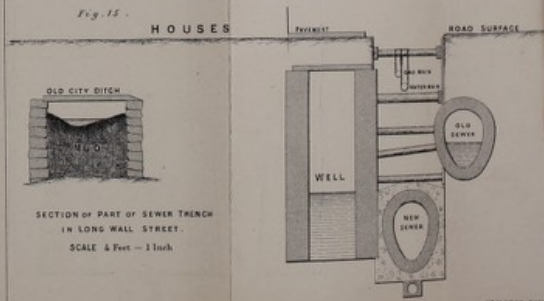 Fig. 15.
HOUSES
PAVEMENT
ROAD SURFACE
GAS MAIN
WATER MAIN
OLD CITY DITCH
MUD
OLD
SEWER
WELL
NEW
SEWER
SECTION OF PART OF SEWER TRENCH
IN LONG WALL STREET.
SCALE 4 Feet — 1 Inch